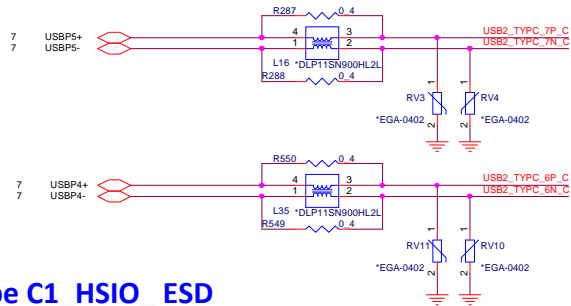 R287 0_4
7 USBP5+ 4 3 USB2_TYPC_7P_C
7 USBP5- 1 2 USB2_TYPC_7N_C
L16 *DLP11SN900HL2L
R288 0_4
1 1
RV3 RV4
2 2
*EGA-0402 *EGA-0402
R550 0_4
7 USBP4+ 4 3 USB2_TYPC_6P_C
7 USBP4- 1 2 USB2_TYPC_6N_C
L35 *DLP11SN900HL2L
R549 0_4
1 1
RV11 RV10
2 2
*EGA-0402 *EGA-0402
pe C1 HSIO ESD